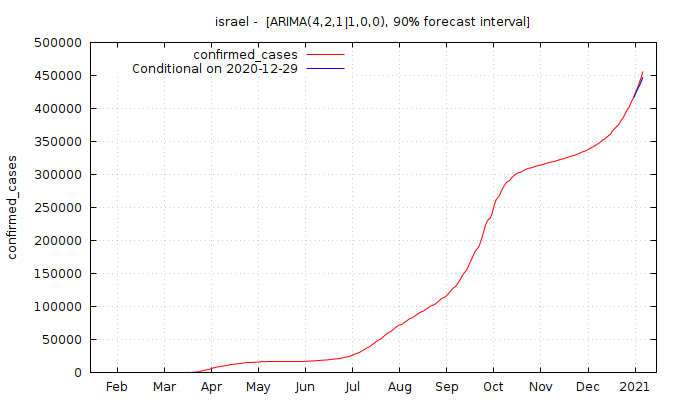 israel -  [ARIMA(4,2,1|1,0,0), 90% forecast interval]
confirmed_cases
Conditional on 2020-12-29
500000
450000
400000
350000
300000
250000
200000
150000
100000
50000
0
confirmed_cases
Feb Mar Apr May Jun Jul Aug Sep Oct Nov Dec 2021